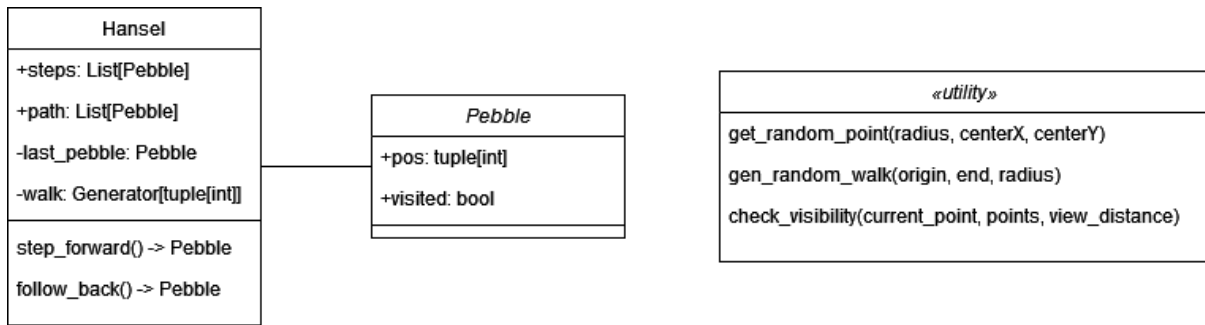 Hansel
+steps: List[Pebble]
+path: List[Pebble]
-last_pebble: Pebble
-walk: Generator[tuple[int]]
step_forward() -> Pebble
follow_back() -> Pebble
Pebble
+pos: tuple[int]
+visited: bool
«utility»
get_random_point(radius, centerX, centerY)
gen_random_walk(origin, end, radius)
check_visibility(current_point, points, view_distance)